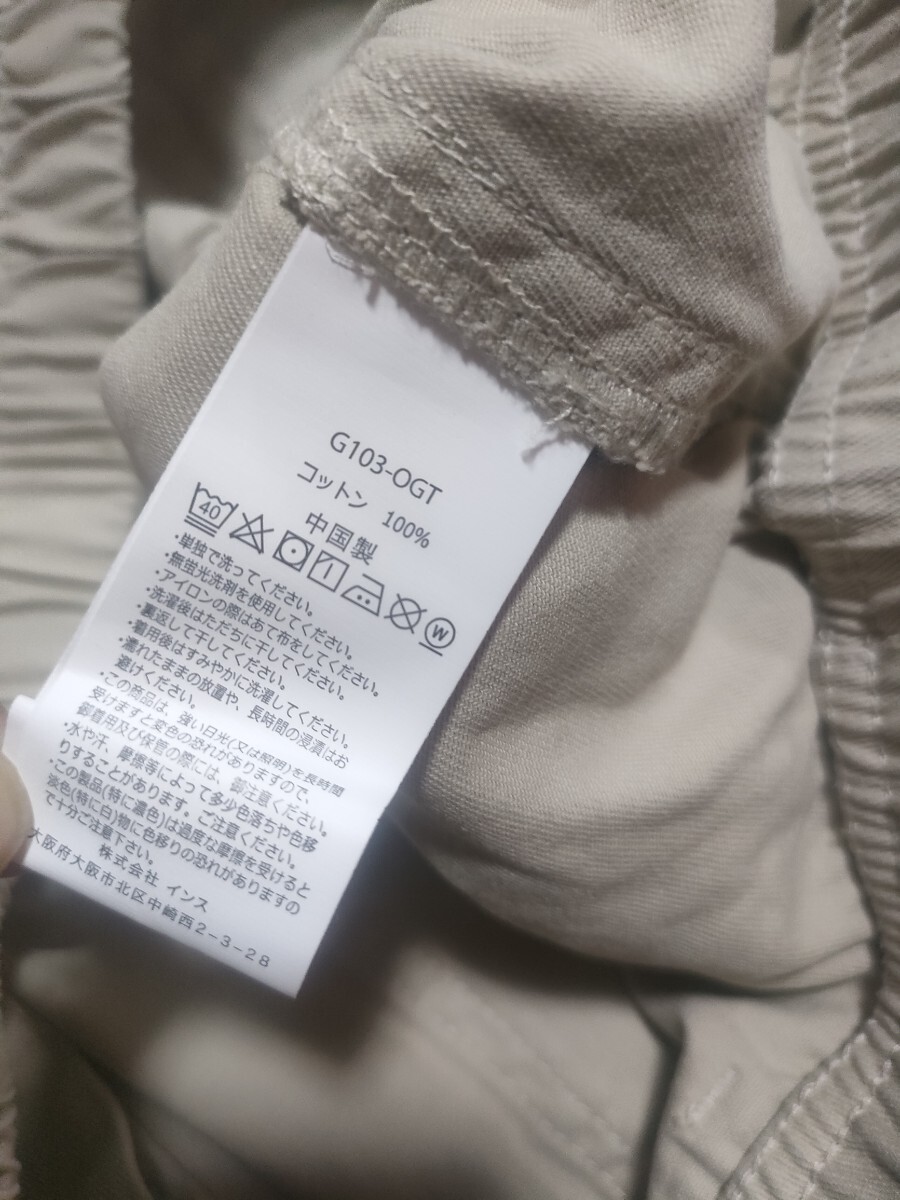 G103-OGT
コットン 100%
中国製
40 W
・単独で洗ってください。
・無蛍光洗剤を使用してください。
・アイロンの際はあて布をしてください。
・洗濯後はただちに干してください。
・裏返して干してください。
・着用後はすみやかに洗濯してください。
・濡れたままの放置や、長時間の浸漬はお
避けください。
・この商品は、強い日光(又は照明)を長時間
受けますと変色の恐れがありますので、
御着用及び保管の際には、御注意ください。
・水や汗、摩擦等によって多少色落ちや色移
りすることがあります。ご注意ください。
・この製品(特に濃色)は過度な摩擦を受けると
淡色(特に白)物に色移りの恐れがありますの
で十分ご注意下さい。
株式会社 インス
大阪府大阪市北区中崎西2-3-28